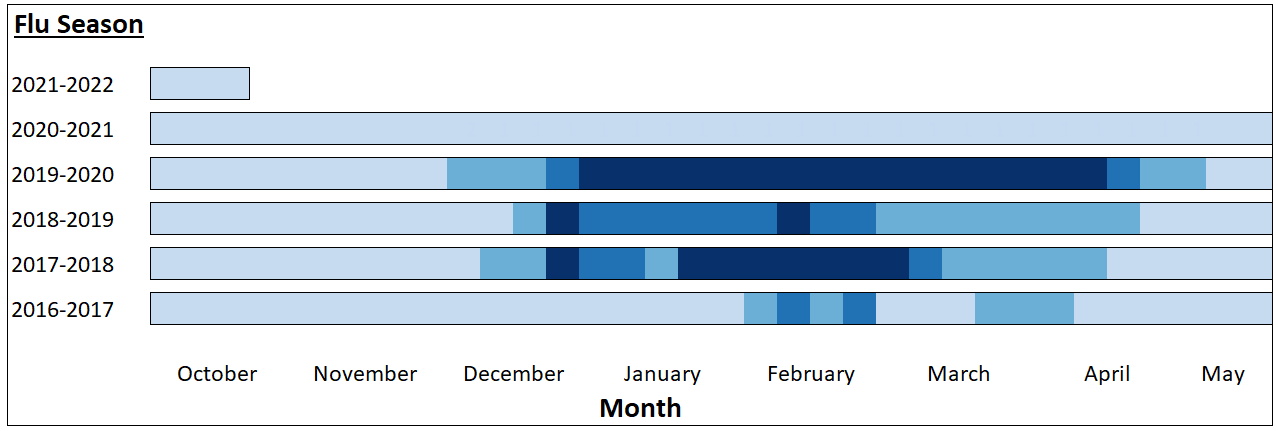 Flu Season
2021-2022
2020-2021
2019-2020
2018-2019
2017-2018
2016-2017
October November December January February March April May
Month